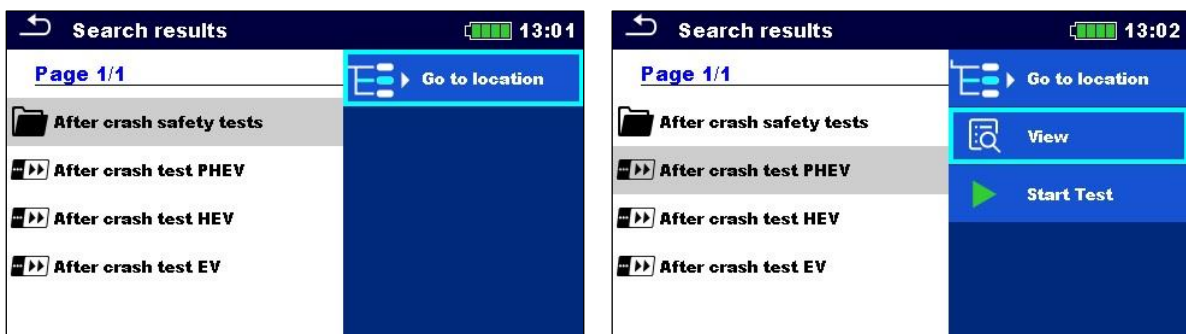 Search results
13:01
Page 1/1
Go to location
After crash safety tests
After crash test PHEV
After crash test HEV
After crash test EV
Search results
13:02
Page 1/1
Go to location
After crash safety tests
View
After crash test PHEV
Start Test
After crash test HEV
After crash test EV